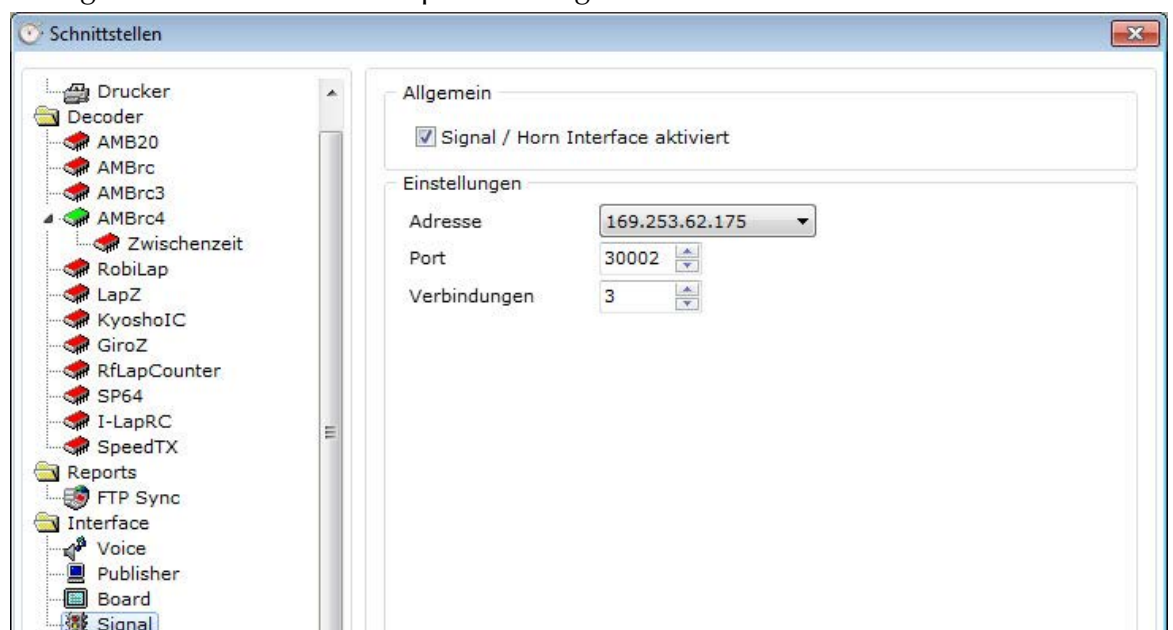 Schnittstellen
Drucker
Decoder
AMB20
AMBrc
AMBrc3
AMBrc4
Zwischenzeit
RobiLap
LapZ
KyoshoIC
GiroZ
RfLapCounter
SP64
I-LapRC
SpeedTX
Reports
FTP Sync
Interface
Voice
Publisher
Board
Signal
Allgemein
Signal / Horn Interface aktiviert
Einstellungen
Adresse 169.253.62.175
Port 30002
Verbindungen 3